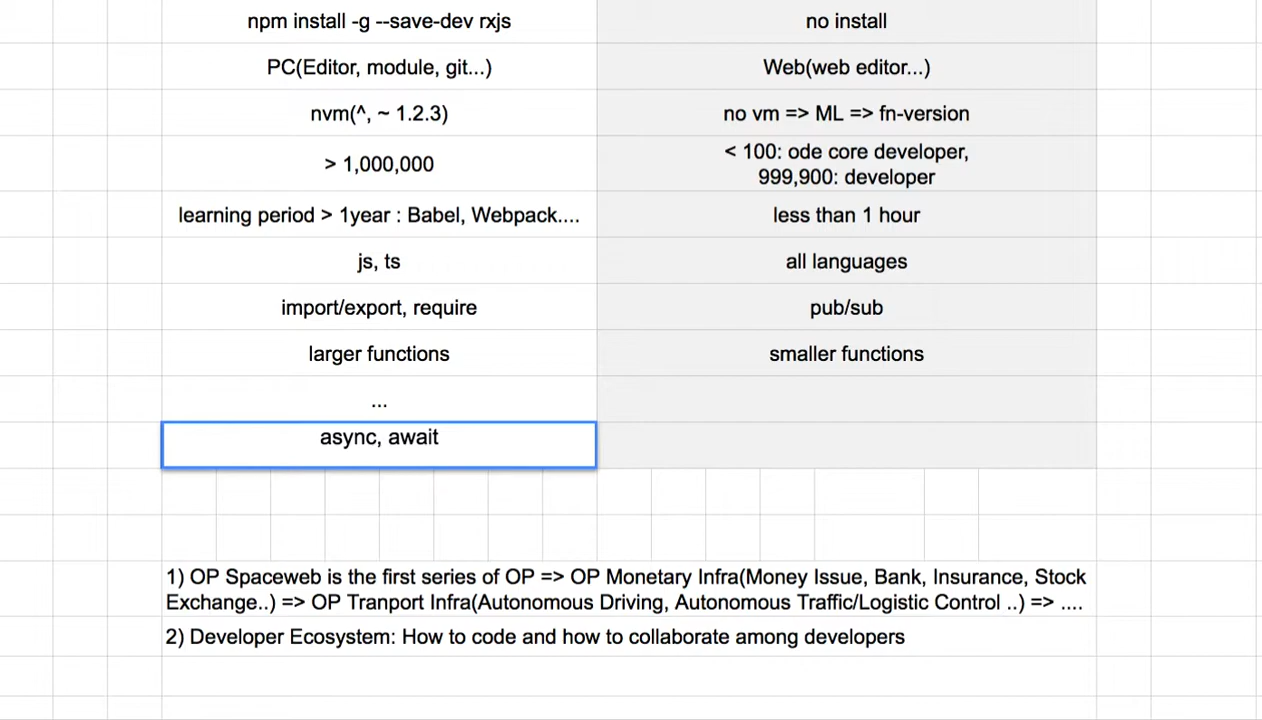 npm install -g --save-dev rxjs
no install
PC(Editor, module, git...)
Web(web editor...)
nvm(^, ~ 1.2.3)
no vm => ML => fn-version
> 1,000,000
< 100: ode core developer,
999,900: developer
learning period > 1year : Babel, Webpack....
less than 1 hour
js, ts
all languages
import/export, require
pub/sub
larger functions
smaller functions
...
async, await
1) OP Spaceweb is the first series of OP => OP Monetary Infra(Money Issue, Bank, Insurance, Stock
Exchange..) => OP Tranport Infra(Autonomous Driving, Autonomous Traffic/Logistic Control ..) => ....
2) Developer Ecosystem: How to code and how to collaborate among developers